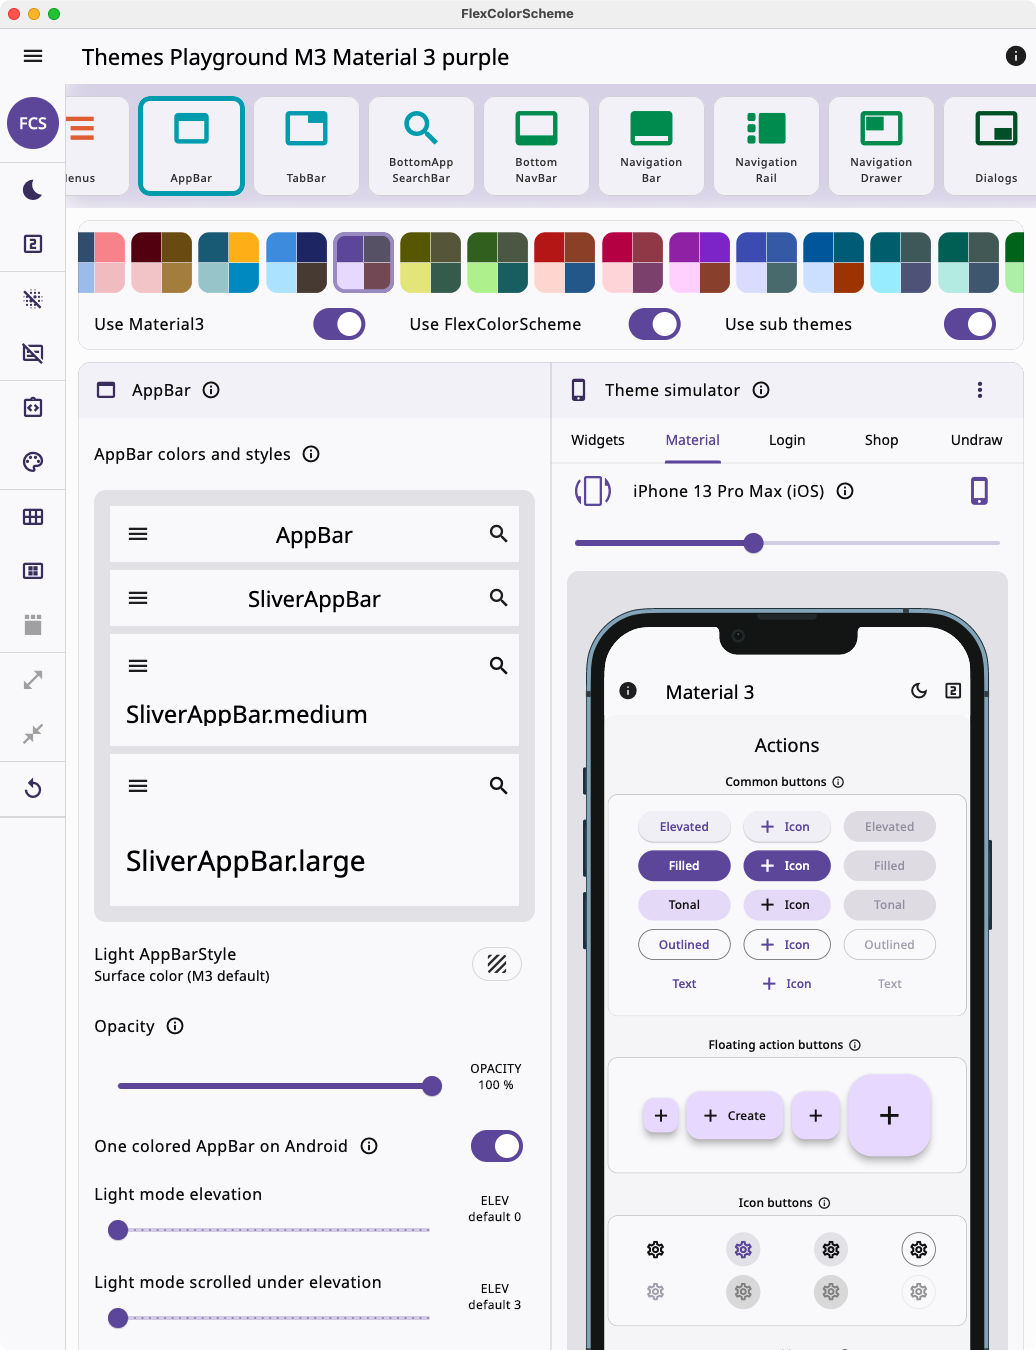 FlexColorScheme
Themes Playground M3 Material 3 purple
FCS
AppBar
TabBar
BottomApp
SearchBar
Bottom
NavBar
Navigation
Bar
Navigation
Rail
Navigation
Drawer
Dialogs
Use Material3
Use FlexColorScheme
Use sub themes
AppBar
AppBar colors and styles
AppBar
SliverAppBar
SliverAppBar.medium
SliverAppBar.large
Light AppBarStyle
Surface color (M3 default)
Opacity
OPACITY
100 %
One colored AppBar on Android
Light mode elevation
ELEV
default 0
Light mode scrolled under elevation
ELEV
default 3
Theme simulator
Widgets
Material
Login
Shop
Undraw
iPhone 13 Pro Max (iOS)
Material 3
Actions
Common buttons
Elevated
Icon
Elevated
Filled
Icon
Filled
Tonal
Icon
Tonal
Outlined
Icon
Outlined
Text
Icon
Text
Floating action buttons
Create
Icon buttons